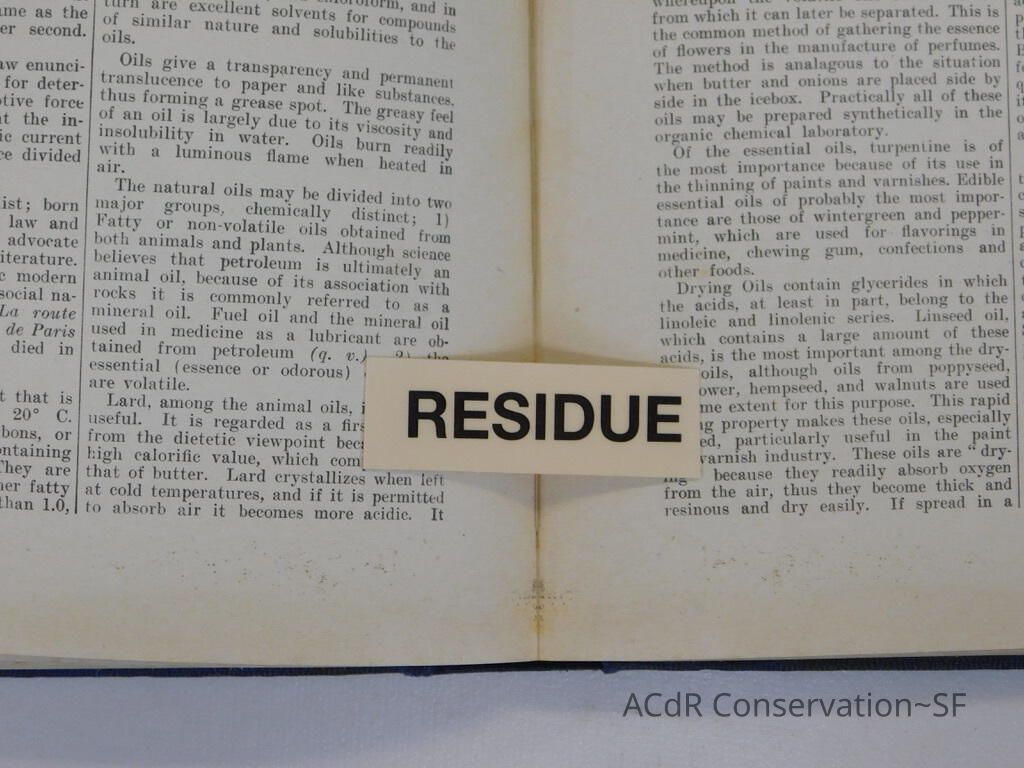 ame as the
er second.
aw enunci-
for deter-
otive force
at the in-
ic current
ce divided
ist; born
law and
advocate
iterature.
c modern
social na-
La route
de Paris
died in
t that is
20° C.
bons, or
ontaining
They are
her fatty
than 1.0,
turn are excellent solvents for compounds
of similar nature and solubilities to the
oils.
Oils give a transparency and permanent
translucence to paper and like substances,
thus forming a grease spot. The greasy feel
of an oil is largely due to its viscosity and
insolubility in water. Oils burn readily
with a luminous flame when heated in
air.
The natural oils may be divided into two
major groups, chemically distinct; 1)
Fatty or non-volatile oils obtained from
both animals and plants. Although science
believes that petroleum is ultimately an
animal oil, because of its association with
rocks it is commonly referred to as a
mineral oil. Fuel oil and the mineral oil
used in medicine as a lubricant are ob-
tained from petroleum (q. v.) 2) the
essential (essence or odorous)
are volatile.
Lard, among the animal oils, i
useful. It is regarded as a firs
from the dietetic viewpoint beca
high calorific value, which com
that of butter. Lard crystallizes when left
at cold temperatures, and if it is permitted
to absorb air it becomes more acidic. It
RESIDUE
from which it can later be separated. This is
the common method of gathering the essence
of flowers in the manufacture of perfumes.
The method is analagous to the situation
when butter and onions are placed side by
side in the icebox. Practically all of these
oils may be prepared synthetically in the
organic chemical laboratory.
Of the essential oils, turpentine is of
the most importance because of its use in
the thinning of paints and varnishes. Edible
essential oils of probably the most impor-
tance are those of wintergreen and pepper-
mint, which are used for flavorings in
medicine, chewing gum, confections and
other foods.
Drying Oils contain glycerides in which
the acids, at least in part, belong to the
linoleic and linolenic series. Linseed oil,
which contains a large amount of these
acids, is the most important among the dry-
oils, although oils from poppyseed,
ower, hempseed, and walnuts are used
me extent for this purpose. This rapid
ng property makes these oils, especially
ed, particularly useful in the paint
varnish industry. These oils are "dry-
ing" because they readily absorb oxygen
from the air, thus they become thick and
resinous and dry easily. If spread in a
ACdR Conservation~SF